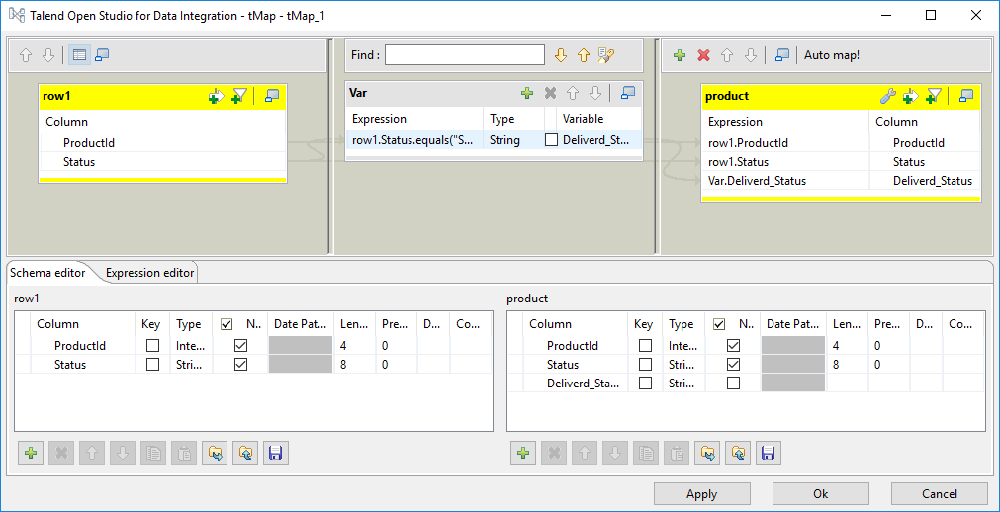 Talend Open Studio for Data Integration - tMap - tMap_1
Find :
Auto map!
row1
Column
ProductId
Status
Var
Expression Type Variable
row1.Status.equals("S... String Deliverd_St...
product
Expression Column
row1.ProductId ProductId
row1.Status Status
Var.Deliverd_Status Deliverd_Status
Schema editor Expression editor
row1
Column Key Type N.. Date Pat... Len... Pre... D... Co...
ProductId Inte... 4 0
Status Stri... 8 0
product
Column Key Type N.. Date Pat... Len... Pre... D... Co...
ProductId Inte... 4 0
Status Stri... 8 0
Deliverd_Sta... Stri...
Apply Ok Cancel